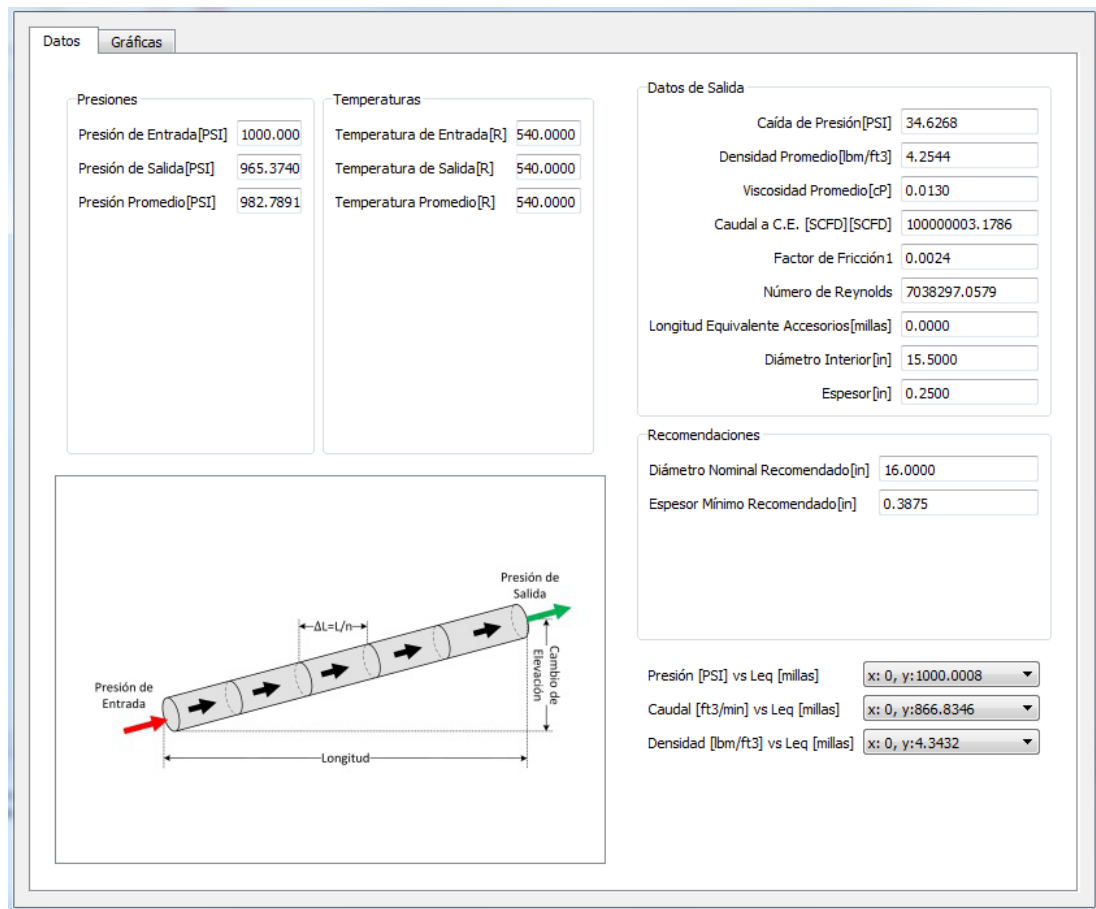 Datos
Gráficas
Presiones
Presión de Entrada[PSI] 1000.000
Presión de Salida[PSI] 965.3740
Presión Promedio[PSI] 982.7891
Temperaturas
Temperatura de Entrada[R] 540.0000
Temperatura de Salida[R] 540.0000
Temperatura Promedio[R] 540.0000
Datos de Salida
Caída de Presión[PSI] 34.6268
Densidad Promedio[lbm/ft3] 4.2544
Viscosidad Promedio[cP] 0.0130
Caudal a C.E. [SCFD][SCFD] 100000003.1786
Factor de Fricción1 0.0024
Número de Reynolds 7038297.0579
Longitud Equivalente Accesorios[millas] 0.0000
Diámetro Interior[in] 15.5000
Espesor[in] 0.2500
Recomendaciones
Diámetro Nominal Recomendado[in] 16.0000
Espesor Mínimo Recomendado[in] 0.3875
Presión de
Salida
ΔL=L/n
Cambio de
Elevación
Presión de
Entrada
Longitud
Presión [PSI] vs Leq [millas] x: 0, y:1000.0008
Caudal [ft3/min] vs Leq [millas] x: 0, y:866.8346
Densidad [lbm/ft3] vs Leq [millas] x: 0, y:4.3432